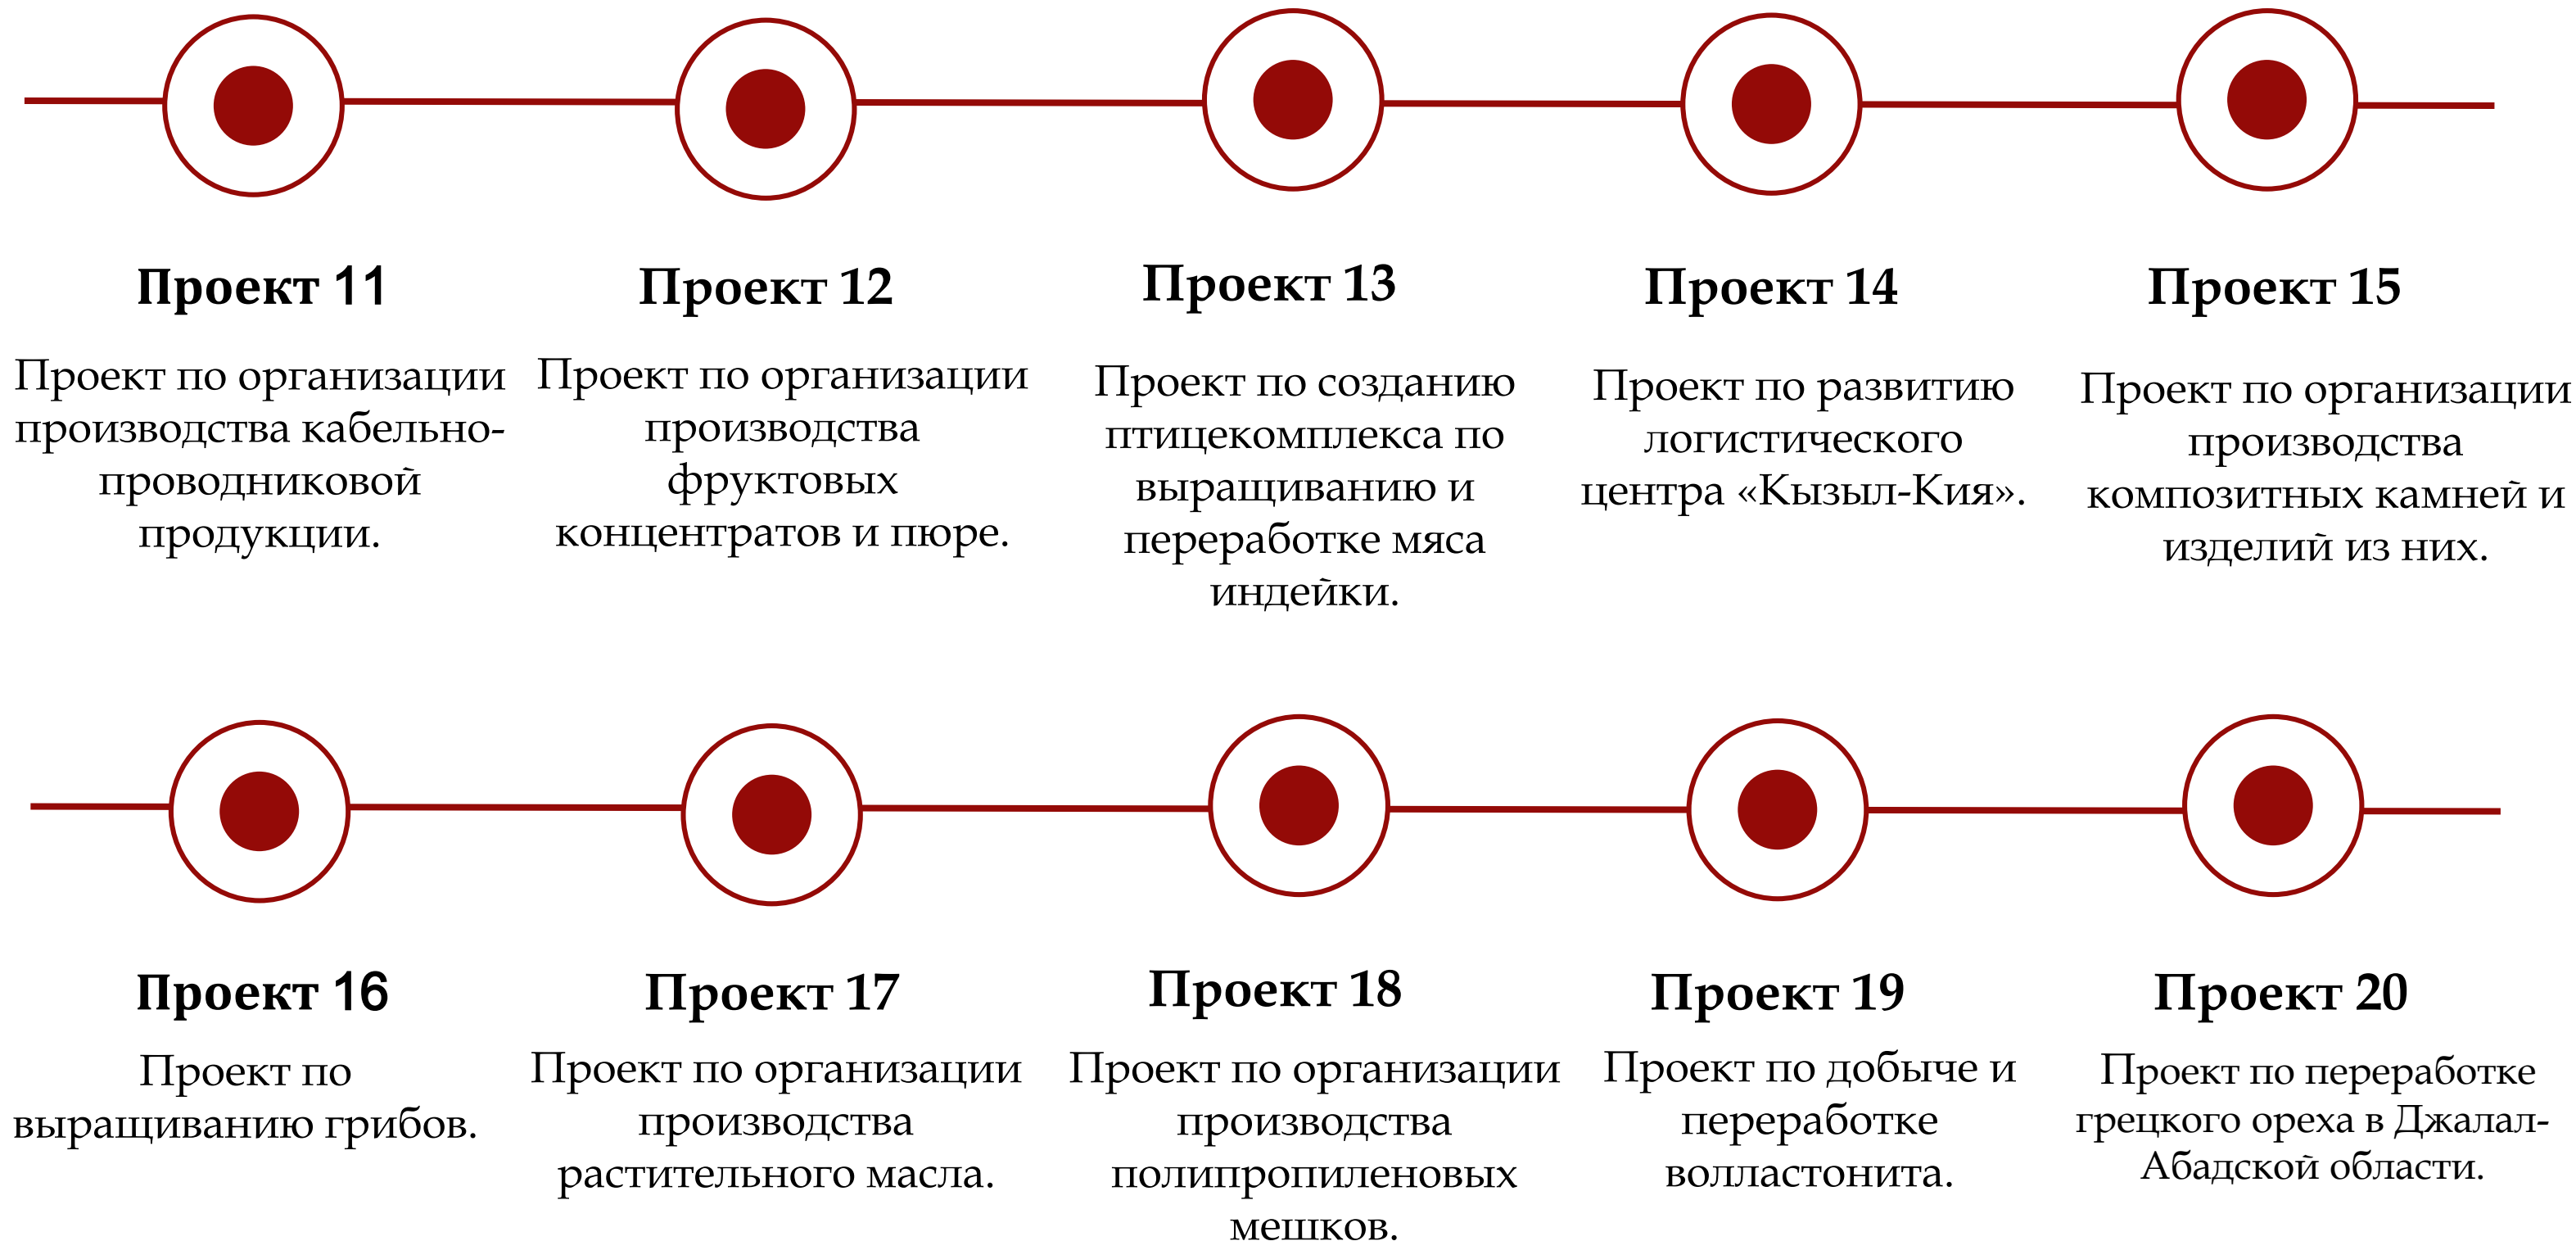 Проект 11
Проект по организации
производства кабельно-
проводниковой
продукции.
Проект 12
Проект по организации
производства
фруктовых
концентратов и пюре.
Проект 13
Проект по созданию
птицекомплекса по
выращиванию и
переработке мяса
индейки.
Проект 14
Проект по развитию
логистического
центра «Кызыл-Кия».
Проект 15
Проект по организации
производства
композитных камней и
изделий из них.
Проект 16
Проект по
выращиванию грибов.
Проект 17
Проект по организации
производства
растительного масла.
Проект 18
Проект по организации
производства
полипропиленовых
мешков.
Проект 19
Проект по добыче и
переработке
волластонита.
Проект 20
Проект по переработке
грецкого ореха в Джалал-
Абадской области.